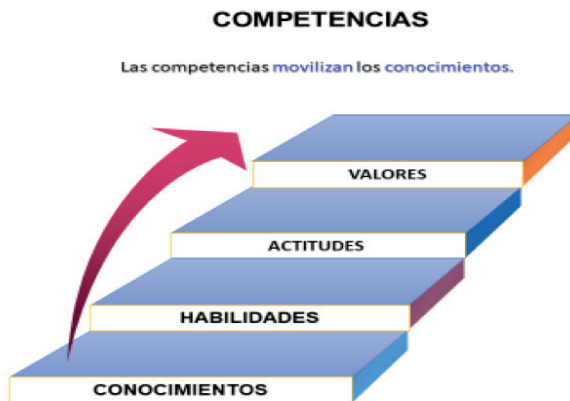 COMPETENCIAS
Las competencias movilizan los conocimientos.
VALORES
ACTITUDES
HABILIDADES
CONOCIMIENTOS